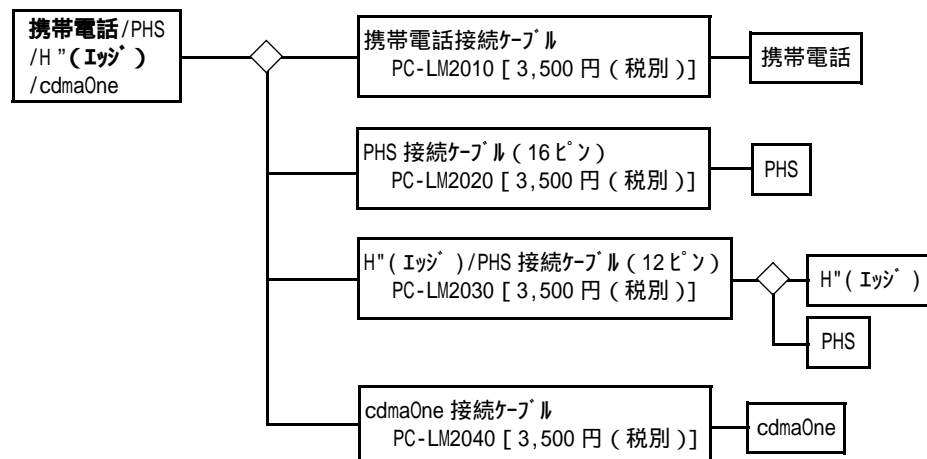 携帯電話/PHS
/H"(ｴｯｼﾞ)
/cdmaOne
携帯電話接続ｹｰﾌﾞﾙ
PC-LM2010 [ 3,500 円 ( 税別 )]
携帯電話
PHS 接続ｹｰﾌﾞﾙ ( 16 ﾋﾟﾝ )
PC-LM2020 [ 3,500 円 ( 税別 )]
PHS
H"( ｴｯｼﾞ )/PHS 接続ｹｰﾌﾞﾙ ( 12 ﾋﾟﾝ )
PC-LM2030 [ 3,500 円 ( 税別 )]
H"( ｴｯｼﾞ )
PHS
cdmaOne 接続ｹｰﾌﾞﾙ
PC-LM2040 [ 3,500 円 ( 税別 )]
cdmaOne